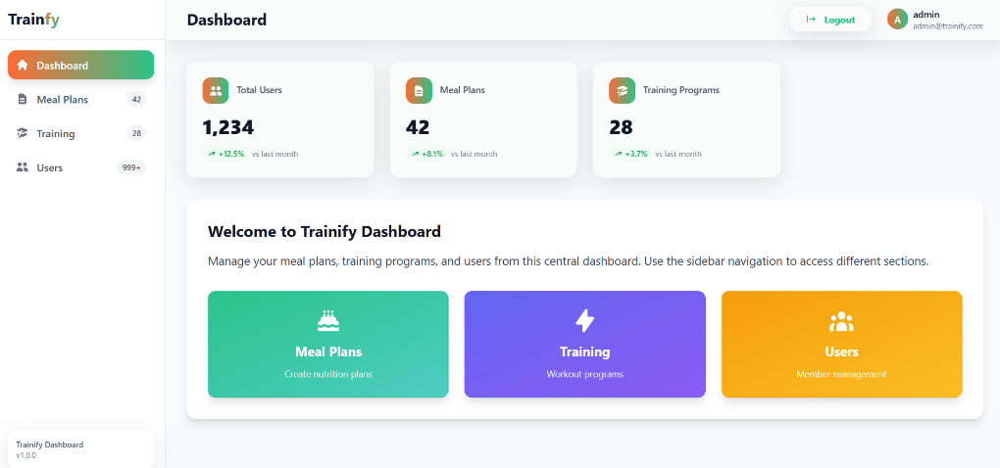 Trainfy
Dashboard
Logout
A
admin
admin@trainify.com
Dashboard
Meal Plans 42
Training 28
Users 999+
Total Users
1,234
+12.5% vs last month
Meal Plans
42
+8.1% vs last month
Training Programs
28
+3.7% vs last month
Welcome to Trainify Dashboard
Manage your meal plans, training programs, and users from this central dashboard. Use the sidebar navigation to access different sections.
Meal Plans
Create nutrition plans
Training
Workout programs
Users
Member management
Trainify Dashboard
v1.0.0